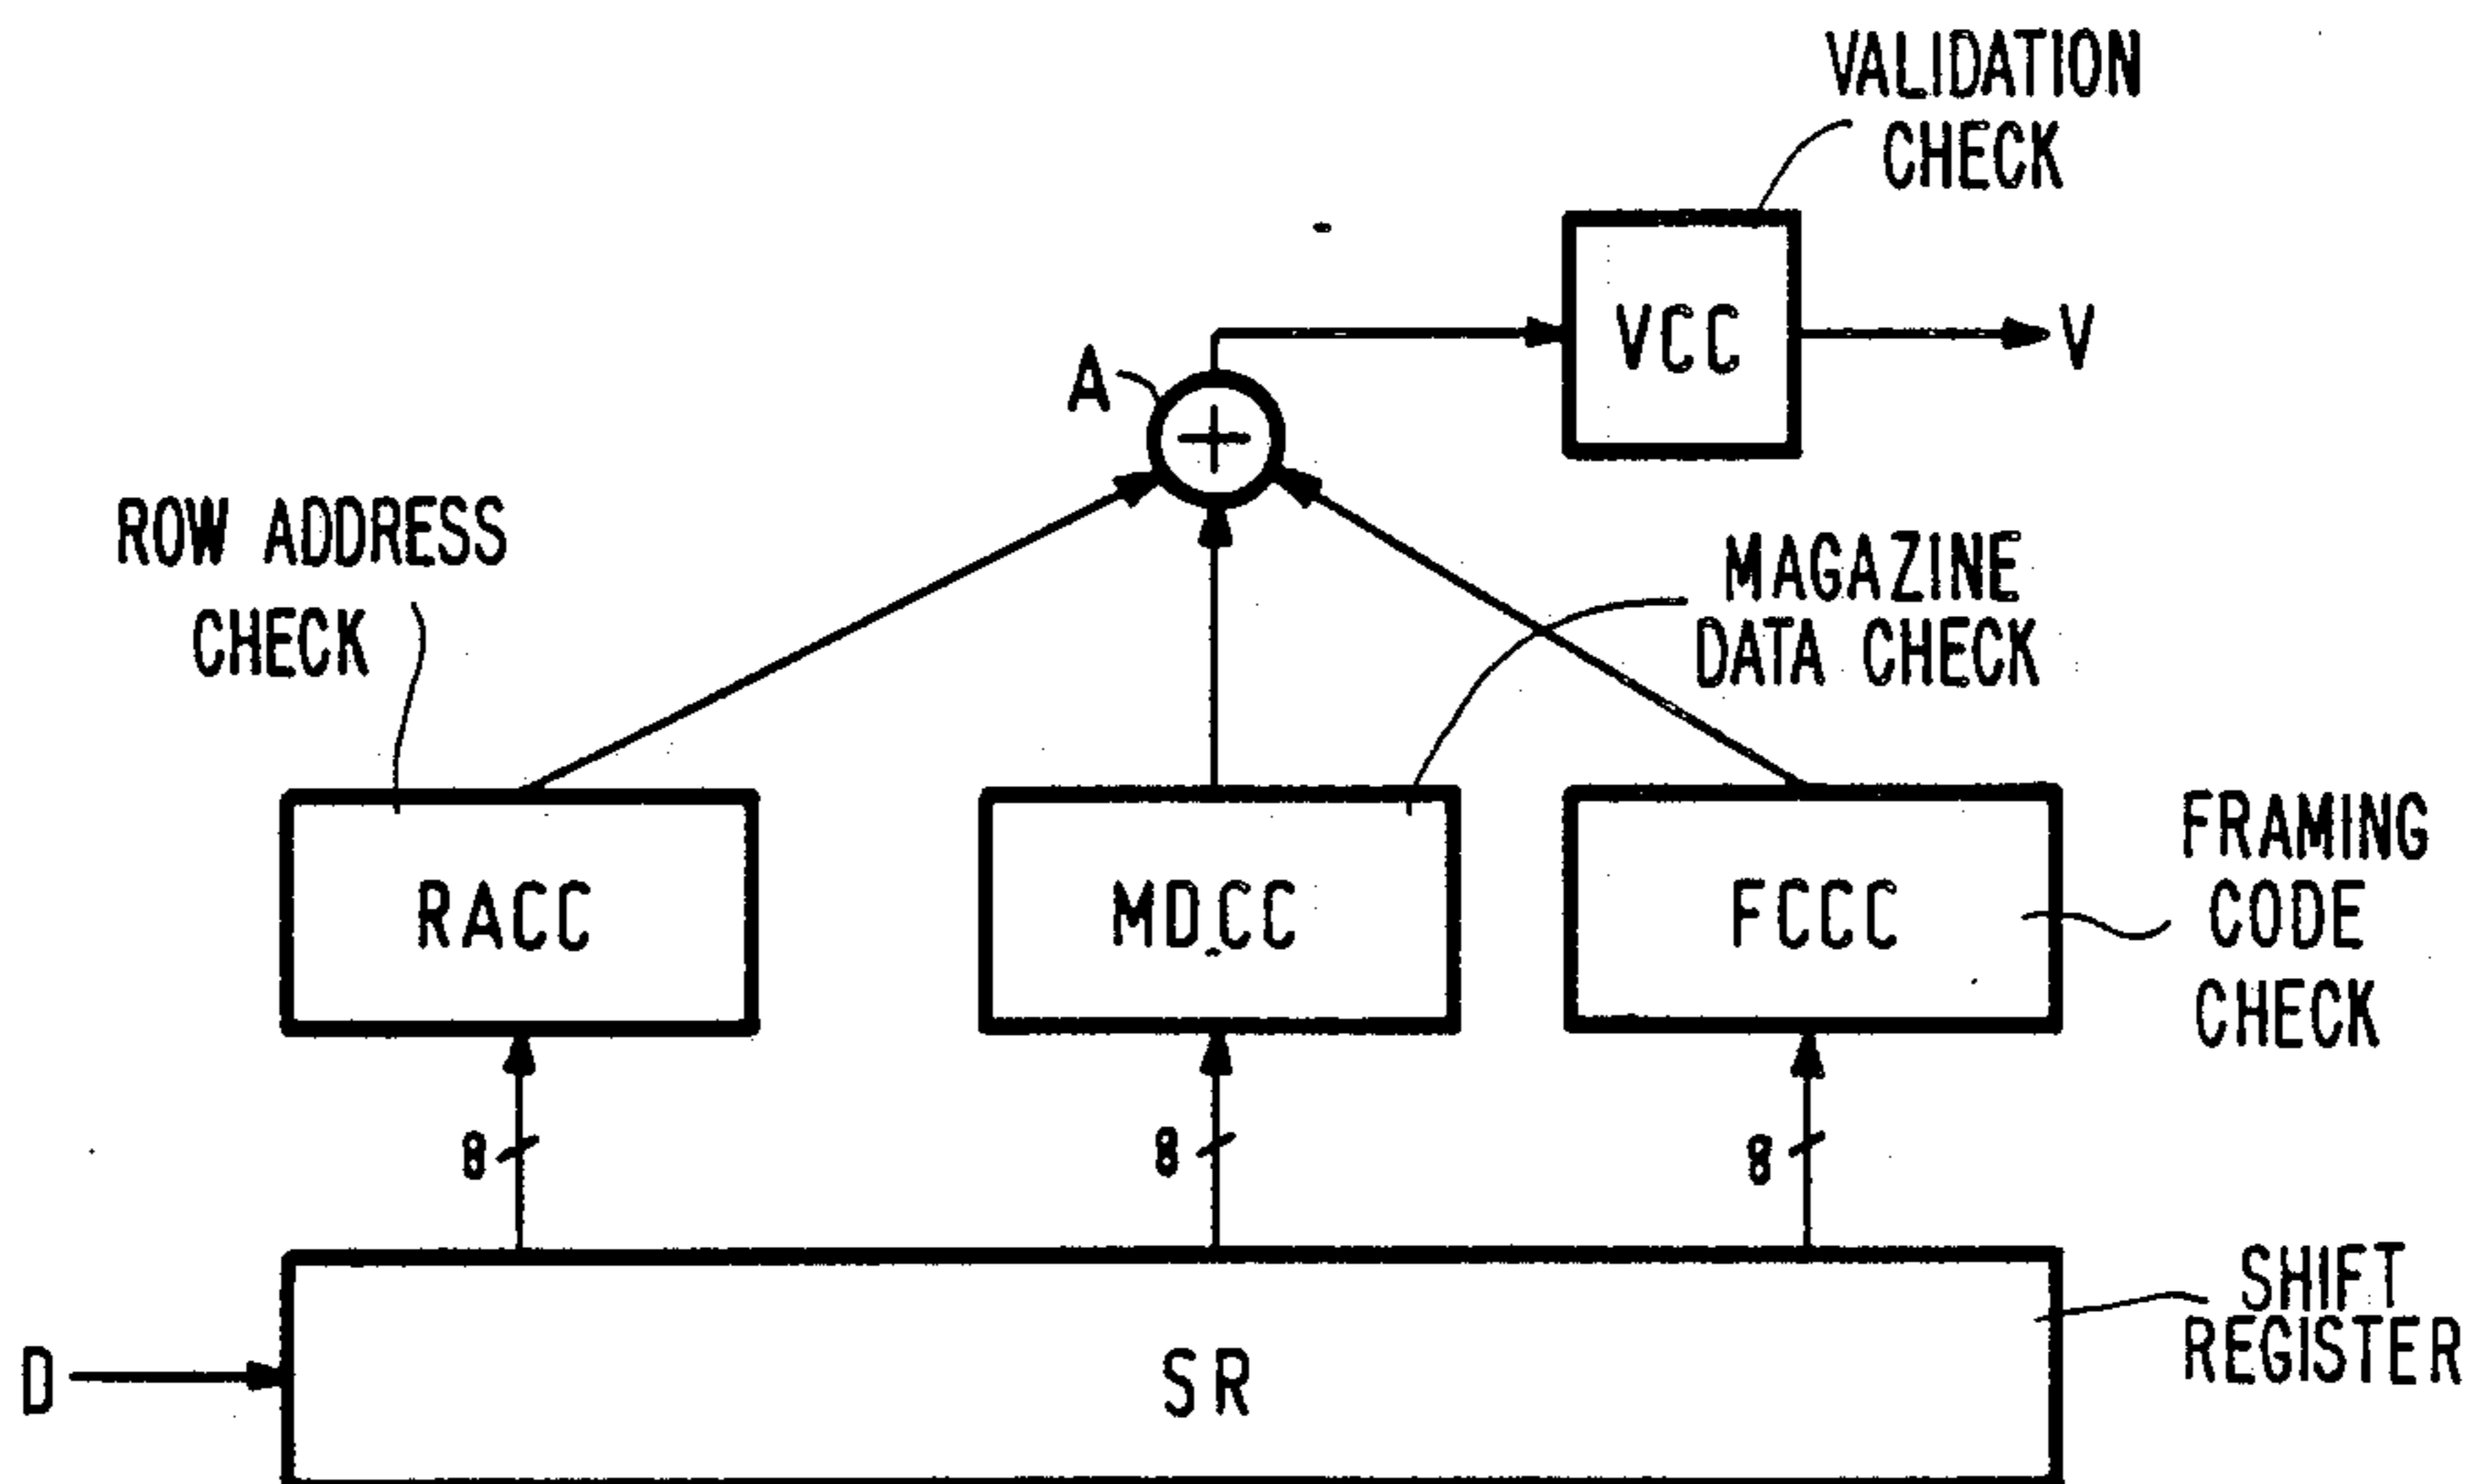 VALIDATION
CHECK
VCC
V
A
ROW ADDRESS
CHECK
MAGAZINE
DATA CHECK
RACC
MDCC
FCCC
FRAMING
CODE
CHECK
8
8
8
SHIFT
REGISTER
D
SR